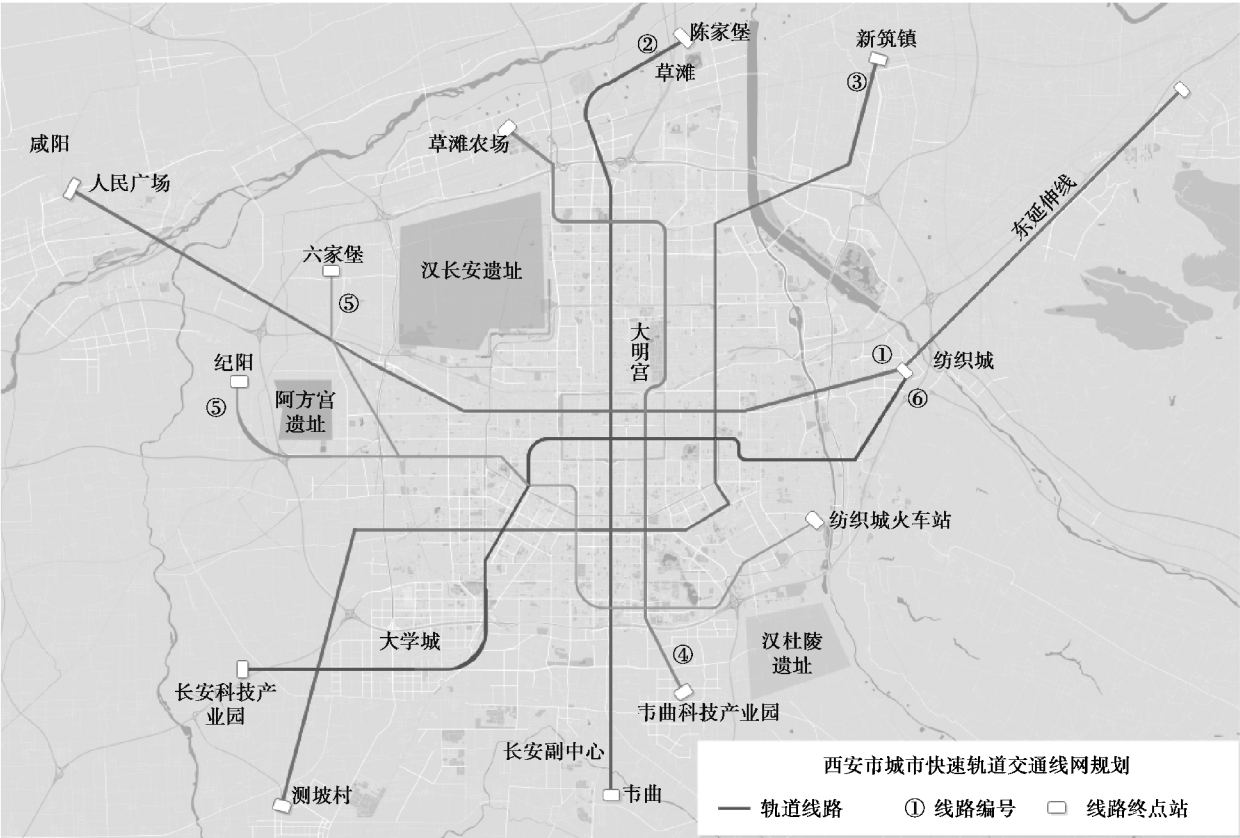 ②
陈家堡
新筑镇
草滩
③
咸阳
草滩农场
人民广场
东延伸线
六家堡
汉长安遗址
⑤
大明宫
①
纺织城
纪阳
⑥
⑤
阿方宫
遗址
纺织城火车站
大学城
④
汉杜陵
遗址
长安科技产
业园
韦曲科技产业园
长安副中心
测坡村
韦曲
西安市城市快速轨道交通线网规划
轨道线路 ① 线路编号 线路终点站